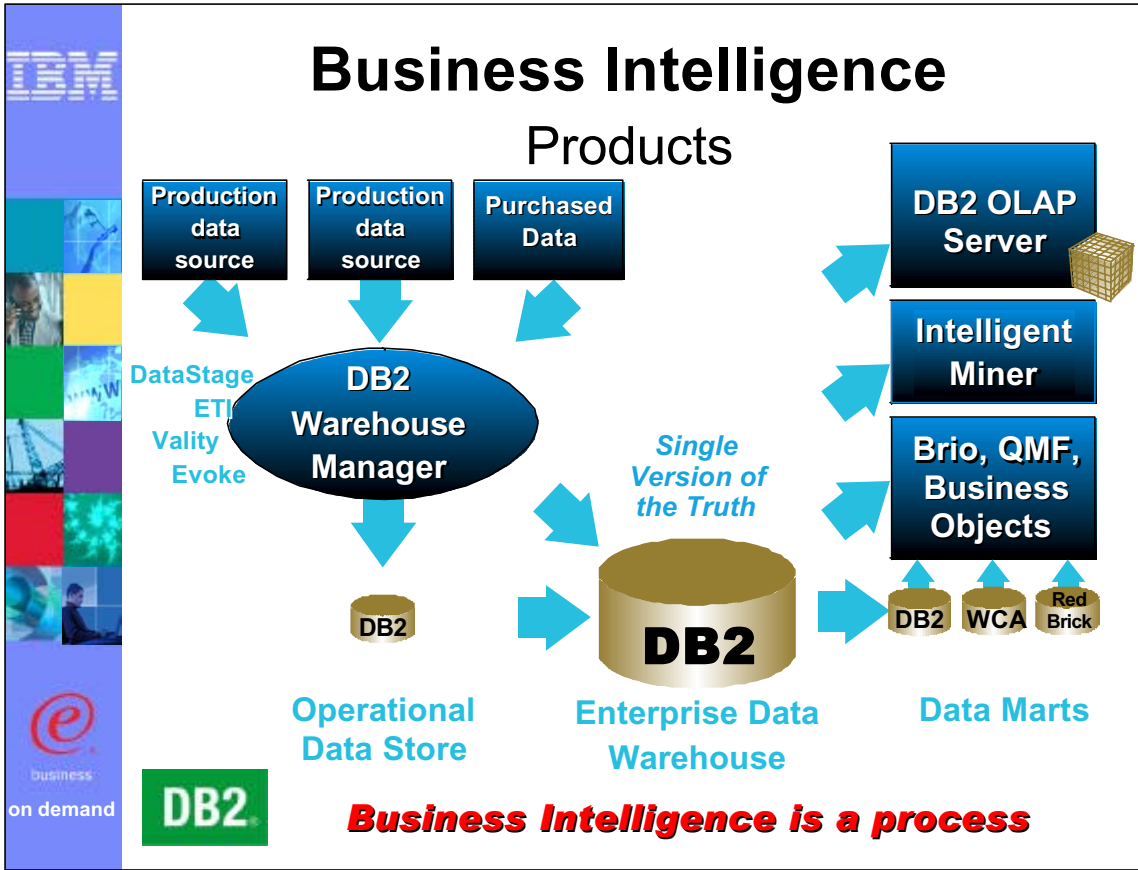 IBM
Business Intelligence
Products
Production
data
source
Production
data
source
Purchased
Data
DB2 OLAP
Server
Intelligent
Miner
Brio, QMF,
Business
Objects
DataStage
ETI
Vality
Evoke
DB2
Warehouse
Manager
Single
Version of
the Truth
DB2
DB2
DB2
WCA
Red
Brick
Operational
Data Store
Enterprise Data
Warehouse
Data Marts
WWW
e
business
on demand
DB2®
Business Intelligence is a process